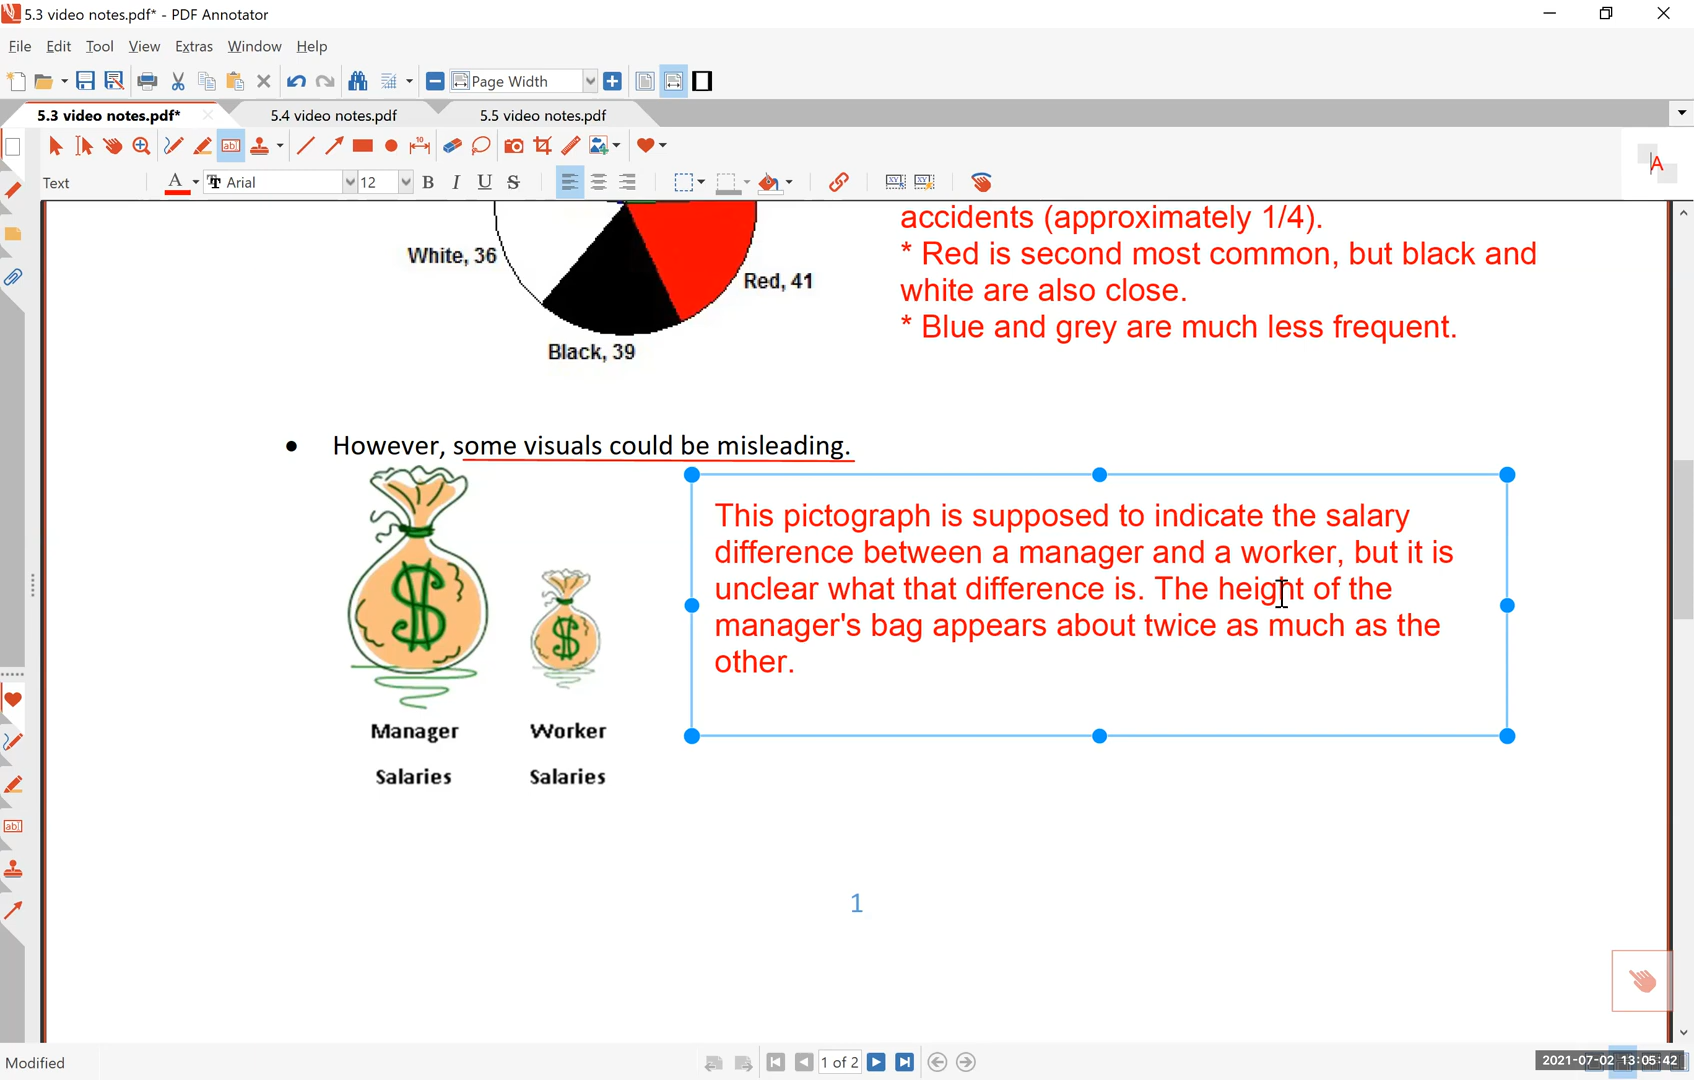 5.3 video notes.pdf* - PDF Annotator
File Edit Tool View Extras Window Help
Page Width
5.3 video notes.pdf* 5.4 video notes.pdf 5.5 video notes.pdf
Text A Arial 12 B I U S
accidents (approximately 1/4).
* Red is second most common, but black and
white are also close.
* Blue and grey are much less frequent.
White, 36
Red, 41
Black, 39
• However, some visuals could be misleading.
This pictograph is supposed to indicate the salary
difference between a manager and a worker, but it is
unclear what that difference is. The height of the
manager's bag appears about twice as much as the
other.
$ $
Manager Worker
Salaries Salaries
1
Modified
1 of 2
2021-07-02 13:05:42